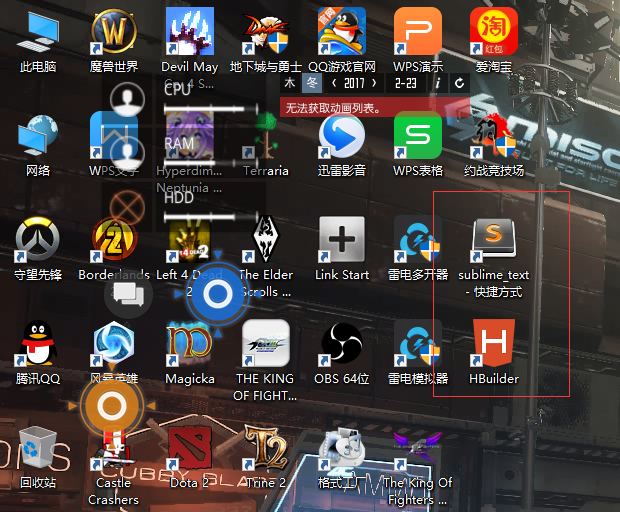 此电脑
魔兽世界
Devil May
Cry 4 S...
地下城与勇士
官网
QQ游戏官网
WPS演示
淘
红包
爱淘宝
CPU
木 冬 2017 2-23 i
无法获取动画列表。
网络
WPS文字
RAM
Hyperdim...
Neptunia ...
Terraria
迅雷影音
WPS表格
约战竞技场
MISC
HDD
守望先锋
Borderlands
2
Left 4 Dead
2
The Elder
Scrolls ...
Link Start
雷电多开器
sublime_text
- 快捷方式
腾讯QQ
风暴英雄
Magicka
THE KING
OF FIGHT...
OBS 64位
雷电模拟器
HBuilder
回收站
Castle
Crashers
Dota 2
Trine 2
格式工厂
The King Of
Fighters ...